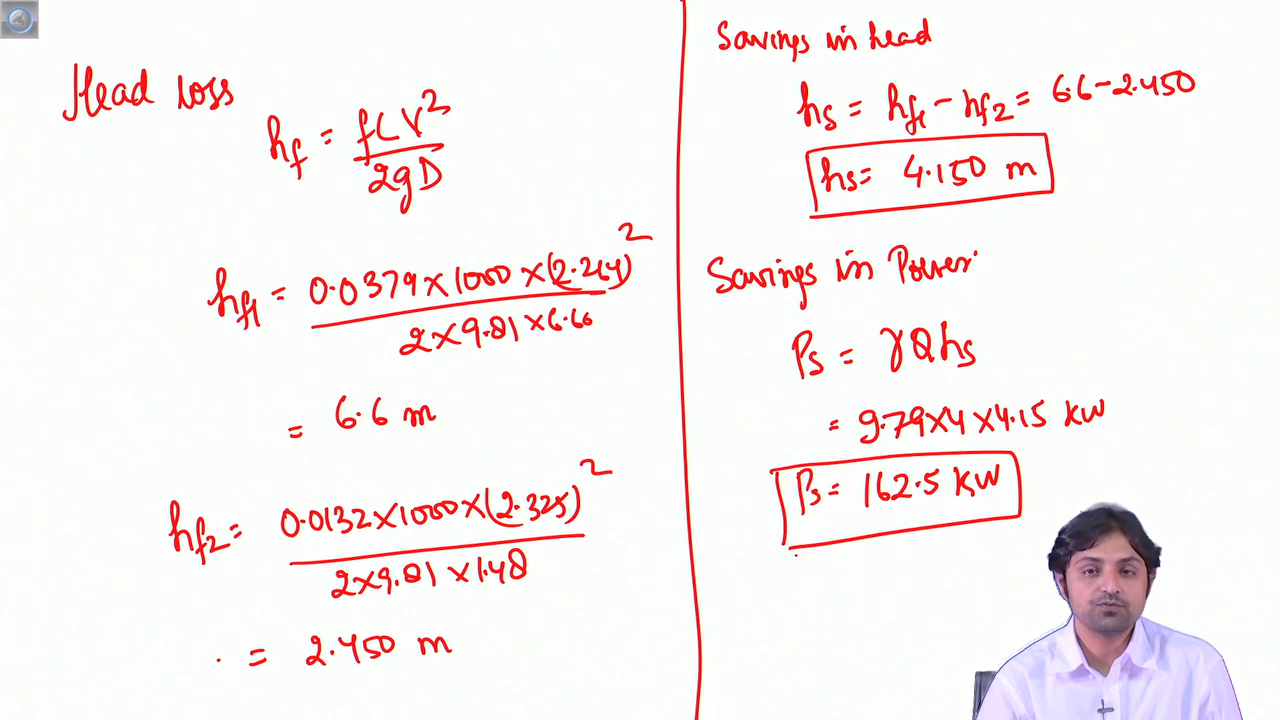 Head loss
hf = fLV² / 2gD
hf1 = 0.0379×1000×(2.264)² / 2×9.81×6.66
= 6.6 m
hf2 = 0.0132×1000×(2.325)² / 2×9.81×1.48
= 2.450 m
Savings in head
hs = hf1 - hf2 = 6.6-2.450
hs = 4.150 m
Savings in Power
Ps = γQhs
= 9.79×4×4.15 kW
Ps = 162.5 kW